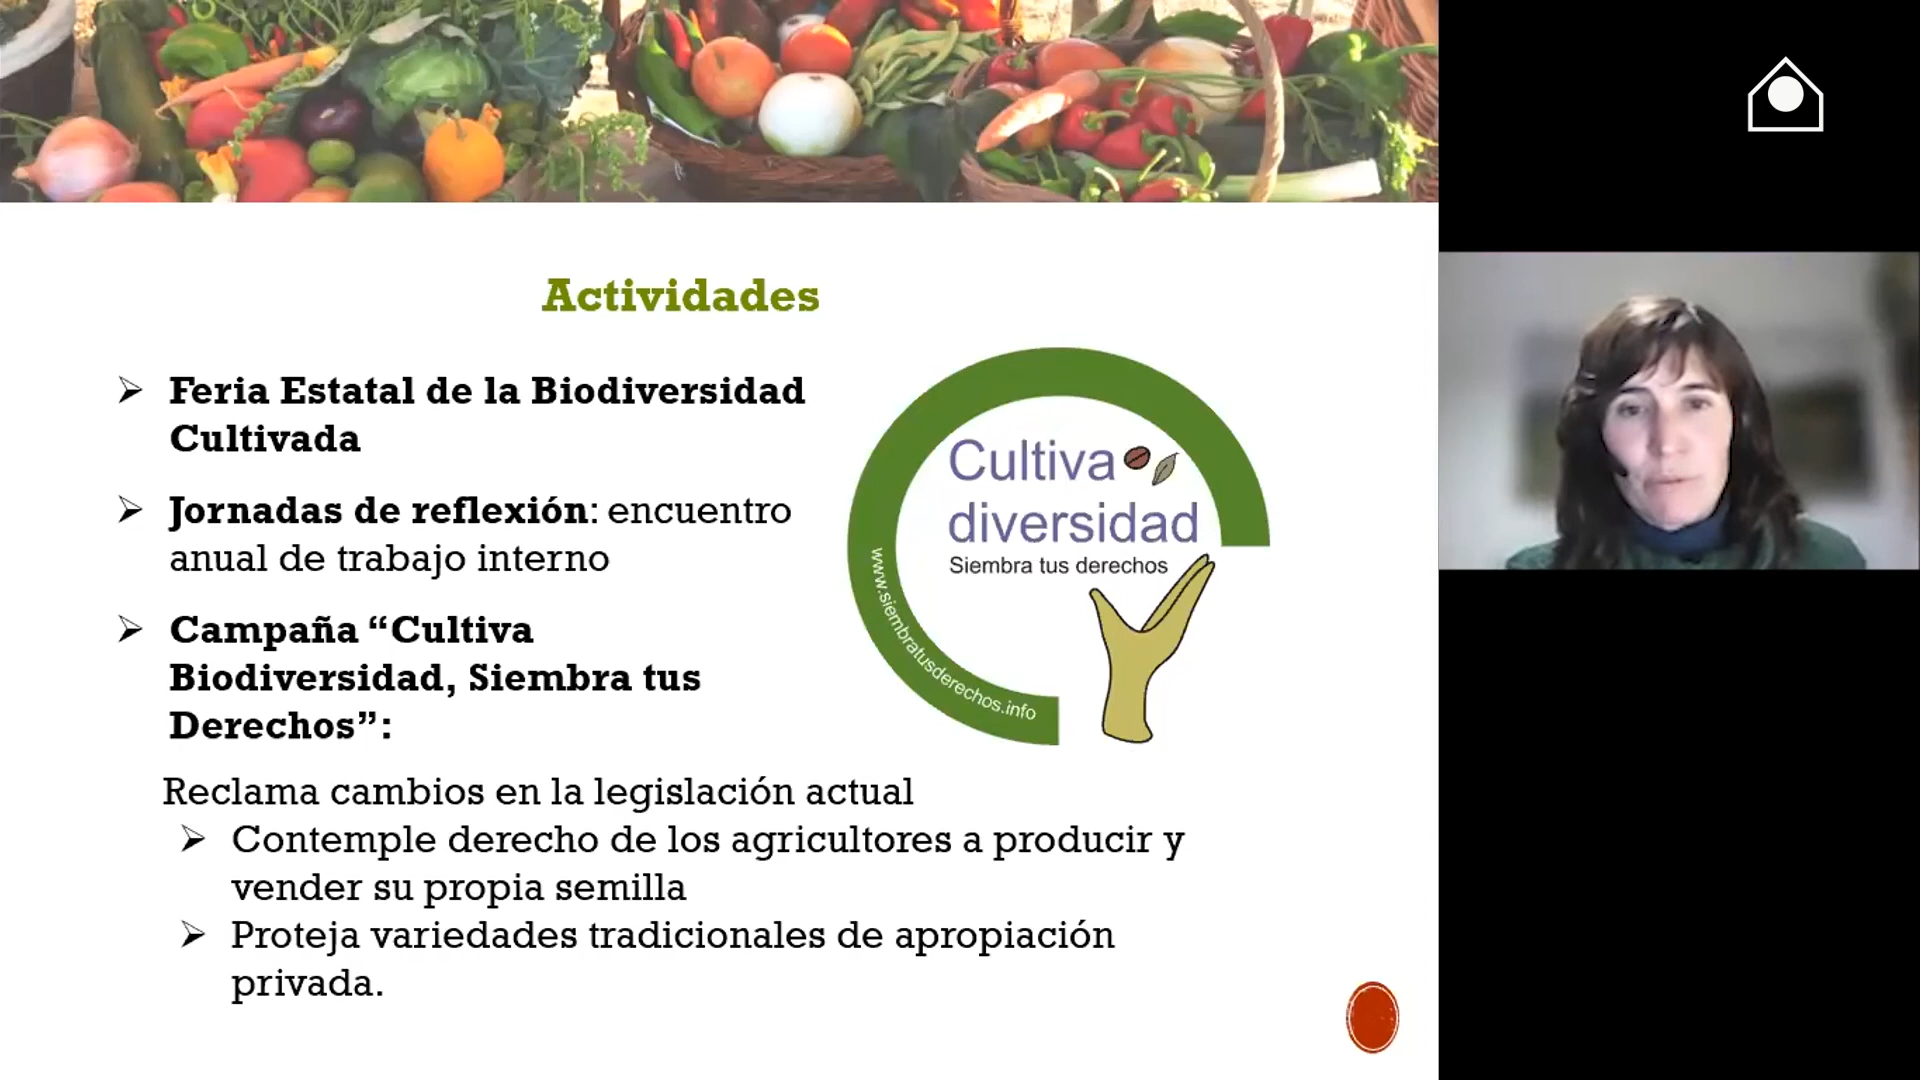 Actividades
Feria Estatal de la Biodiversidad
Cultivada
Jornadas de reflexión: encuentro
anual de trabajo interno
Campaña “Cultiva
Biodiversidad, Siembra tus
Derechos”:
Reclama cambios en la legislación actual
Contemple derecho de los agricultores a producir y
vender su propia semilla
Proteja variedades tradicionales de apropiación
privada.
Cultiva
diversidad
Siembra tus derechos
www.siembratusderechos.info